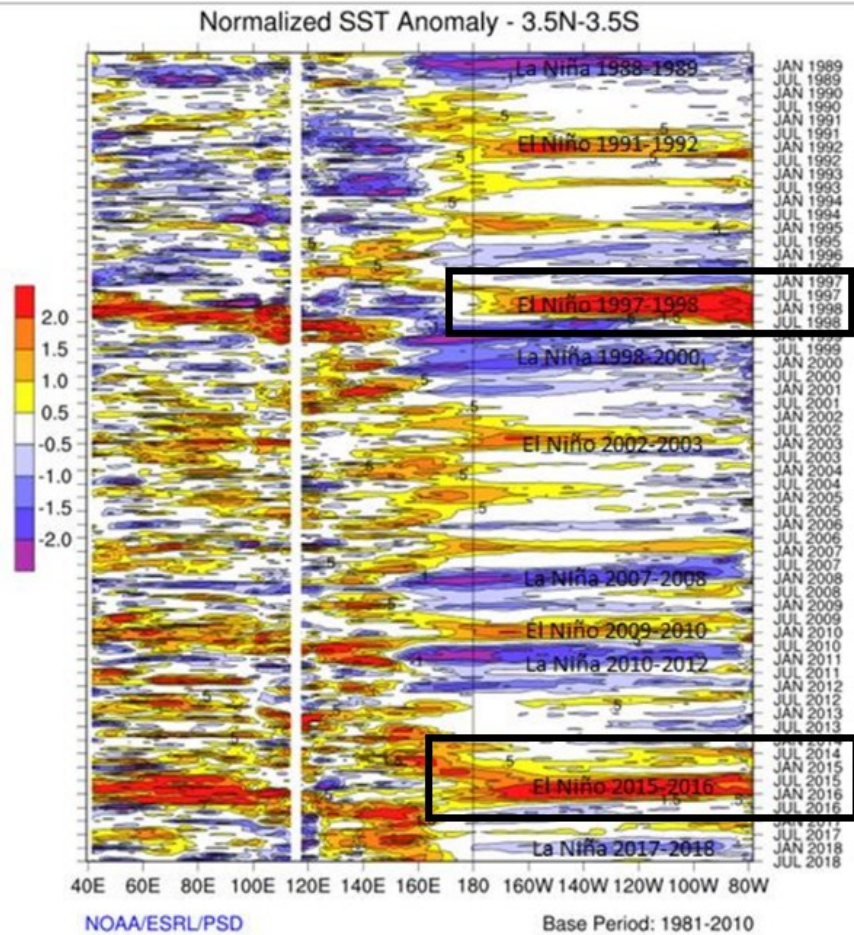 Normalized SST Anomaly - 3.5N-3.5S
La Niña 1988-1989
El Niño 1991-1992
El Niño 1997-1998
La Niña 1998-2000
El Niño 2002-2003
La Niña 2007-2008
El Niño 2009-2010
La Niña 2010-2012
El Niño 2015-2016
La Niña 2017-2018
2.0
1.5
1.0
0.5
-0.5
-1.0
-1.5
-2.0
JAN 1989
JUL 1989
JAN 1990
JUL 1990
JAN 1991
JUL 1991
JAN 1992
JUL 1992
JAN 1993
JUL 1993
JAN 1994
JUL 1994
JAN 1995
JUL 1995
JAN 1996
JAN 1997
JUL 1997
JAN 1998
JUL 1998
JUL 1999
JAN 2000
JUL 2000
JAN 2001
JUL 2001
JAN 2002
JUL 2002
JAN 2003
JUL 2003
JAN 2004
JUL 2004
JAN 2005
JUL 2005
JAN 2006
JUL 2006
JAN 2007
JUL 2007
JAN 2008
JUL 2008
JAN 2009
JUL 2009
JAN 2010
JUL 2010
JAN 2011
JUL 2011
JAN 2012
JUL 2012
JAN 2013
JUL 2013
JUL 2014
JAN 2015
JUL 2015
JAN 2016
JUL 2016
JUL 2017
JAN 2018
JUL 2018
40E 60E 80E 100E 120E 140E 160E 180 160W 140W 120W 100W 80W
NOAA/ESRL/PSD
Base Period: 1981-2010